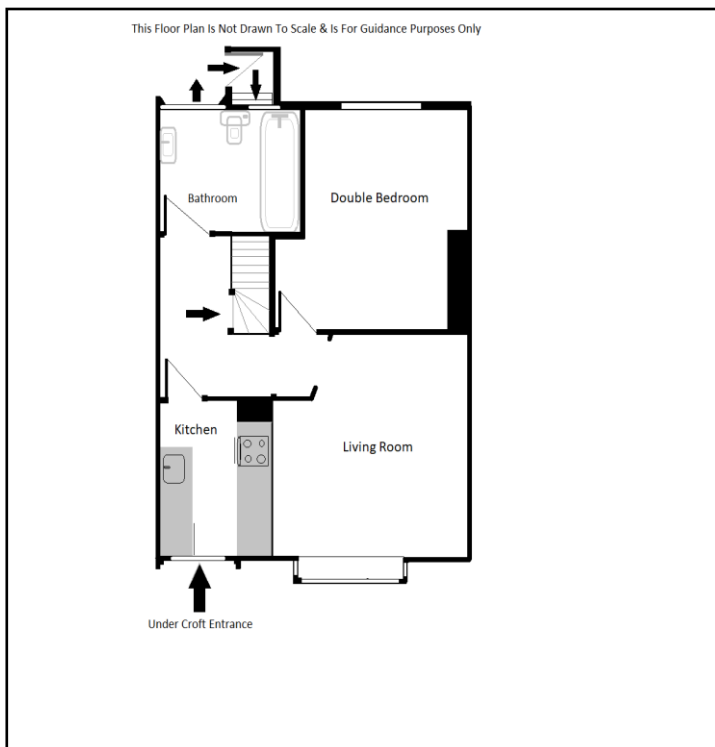 This Floor Plan Is Not Drawn To Scale & Is For Guidance Purposes Only
Bathroom
Double Bedroom
Kitchen
Living Room
Under Croft Entrance